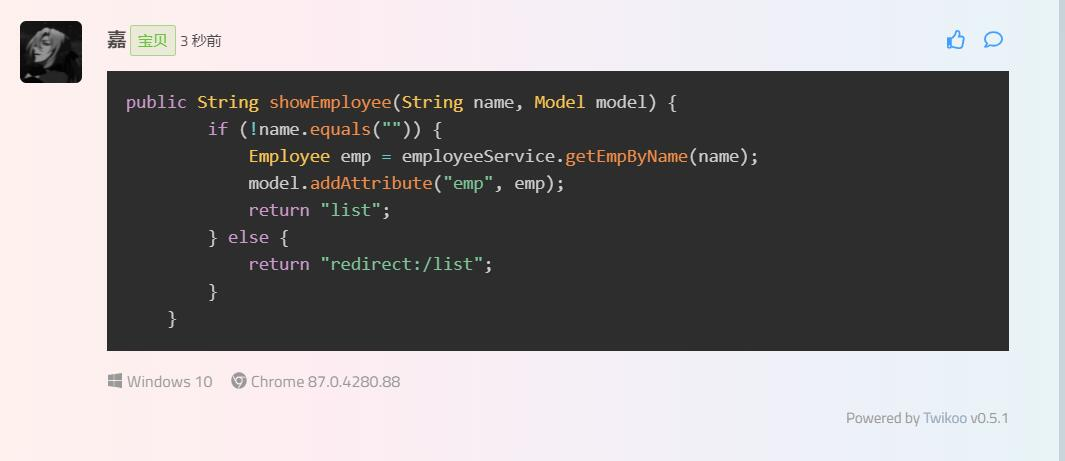 嘉 宝贝 3 秒前
public String showEmployee(String name, Model model) {
        if (!name.equals("")) {
            Employee emp = employeeService.getEmpByName(name);
            model.addAttribute("emp", emp);
            return "list";
        } else {
            return "redirect:/list";
        }
    }
Windows 10 Chrome 87.0.4280.88
Powered by Twikoo v0.5.1